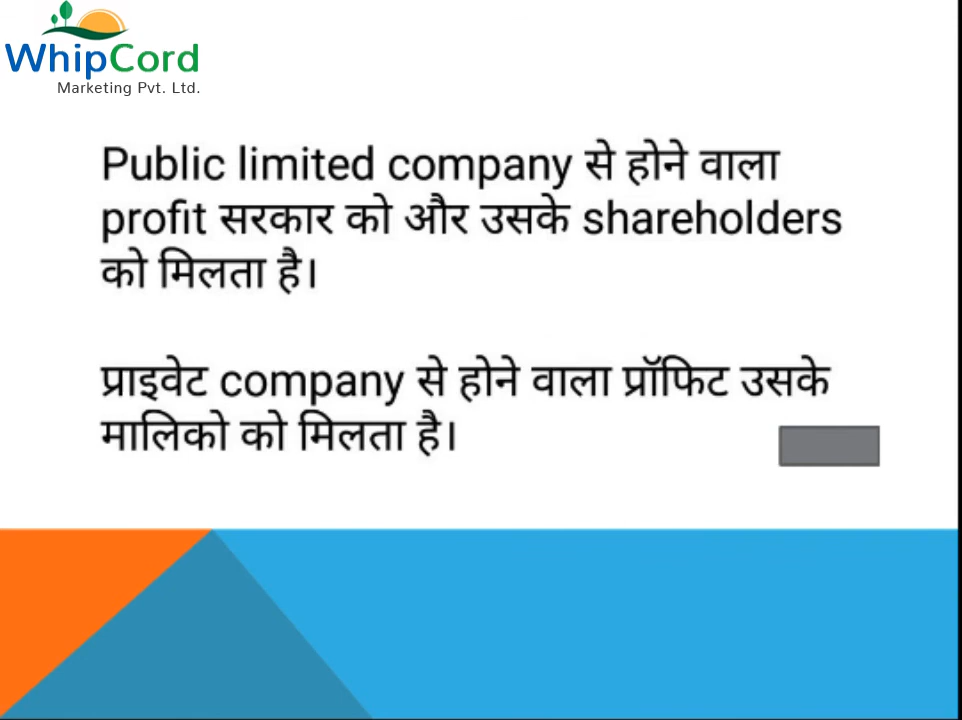 WhipCord
Marketing Pvt. Ltd.
Public limited company से होने वाला
profit सरकार को और उसके shareholders
को मिलता है।
प्राइवेट company से होने वाला प्रॉफिट उसके
मालिको को मिलता है।